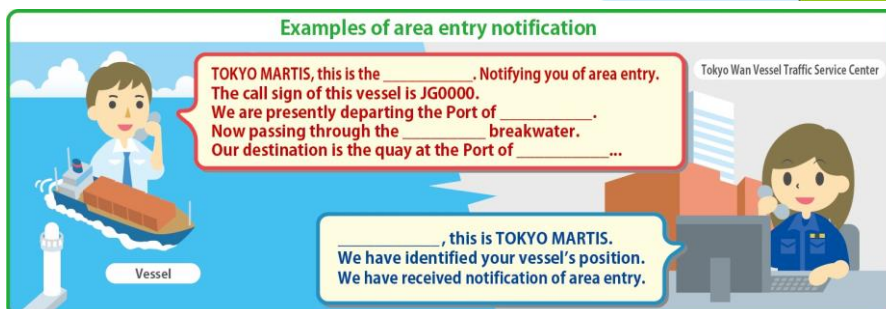 Examples of area entry notification
TOKYO MARTIS, this is the ___________. Notifying you of area entry.
The call sign of this vessel is JG0000.
We are presently departing the Port of ___________.
Now passing through the __________ breakwater.
Our destination is the quay at the Port of ___________...
Tokyo Wan Vessel Traffic Service Center
____________, this is TOKYO MARTIS.
We have identified your vessel's position.
We have received notification of area entry.
Vessel